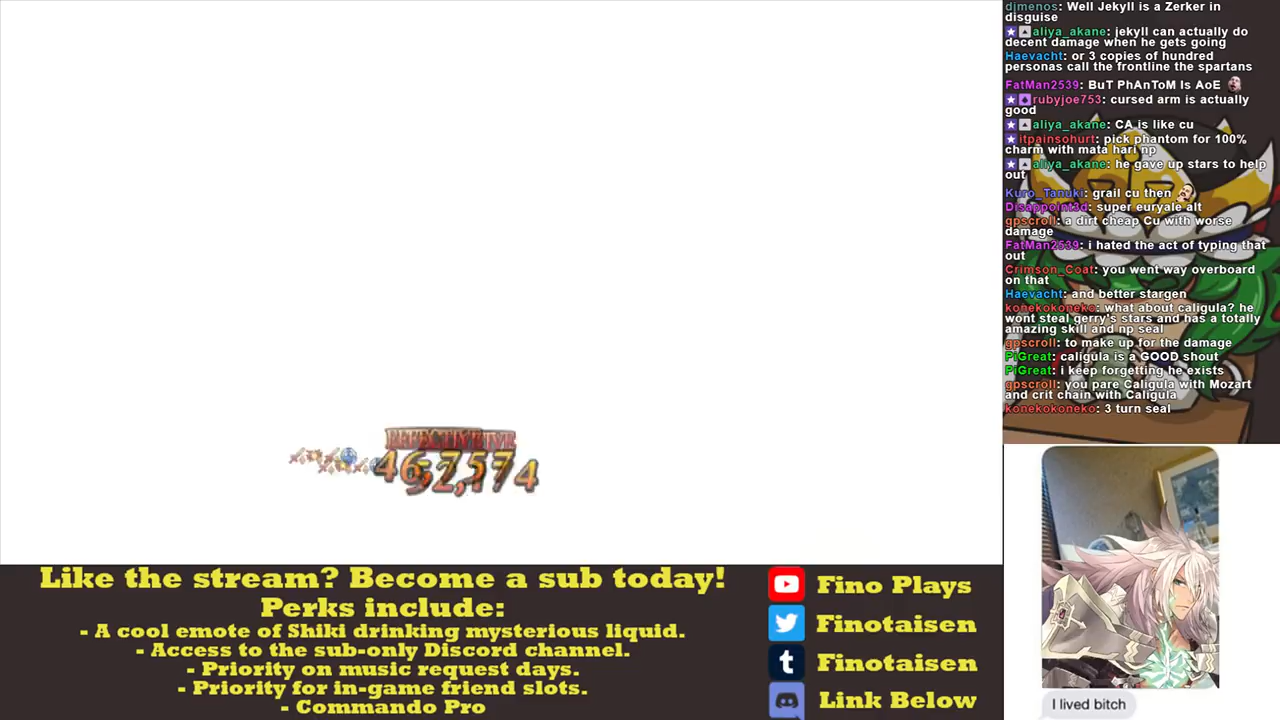 djmenos: Well Jekyll is a Zerker in
disguise
aliya_akane: jekyll can actually do
decent damage when he gets going
Haevacht: or 3 copies of hundred
personas call the frontline the spartans
FatMan2539: BuT PhAnToM Is AoE
rubyjoe753: cursed arm is actually
good
aliya_akane: CA is like cu
itpainsohurt: pick phantom for 100%
charm with mata hari np
aliya_akane: he gave up stars to help
out
Kuro_Tanuki: grail cu then
Disappoint3d: super euryale alt
gpscroll: a dirt cheap Cu with worse
damage
FatMan2539: i hated the act of typing that
out
Crimson_Coat: you went way overboard
on that
Haevacht: and better stargen
konekokoneko: what about caligula? he
wont steal gerry's stars and has a totally
amazing skill and np seal
gpscroll: to make up for the damage
PiGreat: caligula is a GOOD shout
PiGreat: i keep forgetting he exists
gpscroll: you pare Caligula with Mozart
and crit chain with Caligula
konekokoneko: 3 turn seal
I lived bitch
Like the stream? Become a sub today!
Perks include:
- A cool emote of Shiki drinking mysterious liquid.
- Access to the sub-only Discord channel.
- Priority on music request days.
- Priority for in-game friend slots.
- Commando Pro
Fino Plays
Finotaisen
Finotaisen
Link Below